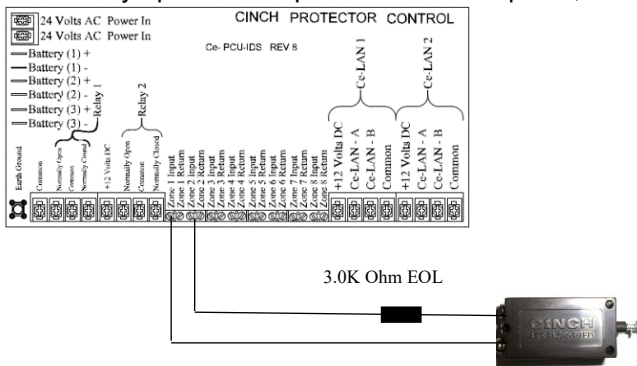 24 Volts AC Power In
24 Volts AC Power In
CINCH PROTECTOR CONTROL
Ce- PCU-IDS REV 8
Battery (1) +
Battery (1) -
Battery (2) +
Battery (2) -
Battery (3) +
Battery (3) -
Relay 1
Relay 2
Ce-LAN 1
Ce-LAN 2
Earth Ground
Common
Normally Open
Common
Normally Closed
+12 Volts DC
Normally Open
Common
Normally Closed
Zone 1 Input
Zone 1 Return
Zone 2 Input
Zone 2 Return
Zone 3 Input
Zone 3 Return
Zone 4 Input
Zone 4 Return
Zone 5 Input
Zone 5 Return
Zone 6 Input
Zone 6 Return
Zone 7 Input
Zone 7 Return
Zone 8 Input
Zone 8 Return
+12 Volts DC
Ce-LAN - A
Ce-LAN - B
Common
+12 Volts DC
Ce-LAN - A
Ce-LAN - B
Common
3.0K Ohm EOL
CINCH